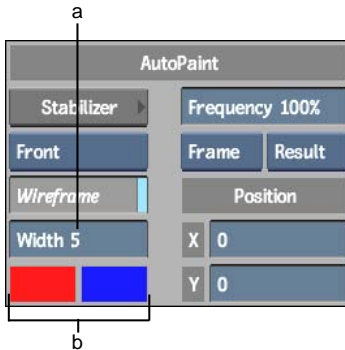 a
AutoPaint
Stabilizer
Frequency 100%
Front
Frame
Result
Wireframe
Position
Width 5
X 0
Y 0
b